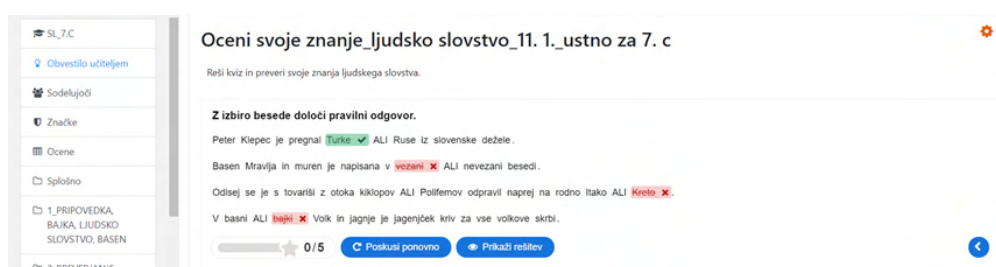 SL_7.C
Obvestilo učiteljem
Sodelujoči
Značke
Ocene
Splošno
1_PRIPOVEDKA,
BAJKA, LJUDSKO
SLOVSTVO, BASEN
Oceni svoje znanje_ljudsko slovstvo_11. 1._ustno za 7. c
Reši kviz in preveri svoje znanja ljudskega slovstva.
Z izbiro besede določi pravilni odgovor.
Peter Klepec je pregnal Turke ALI Ruse iz slovenske dežele.
Basen Mravlja in muren je napisana v vezani ALI nevezani besedi.
Odisej se je s tovariši z otoka kiklopov ALI Polifemov odpravil naprej na rodno Itako ALI Kreto.
V basni ALI bajki Volk in jagnje je jagenjček kriv za vse volkove skrbi.
0/5 Poskusi ponovno Prikaži rešitev